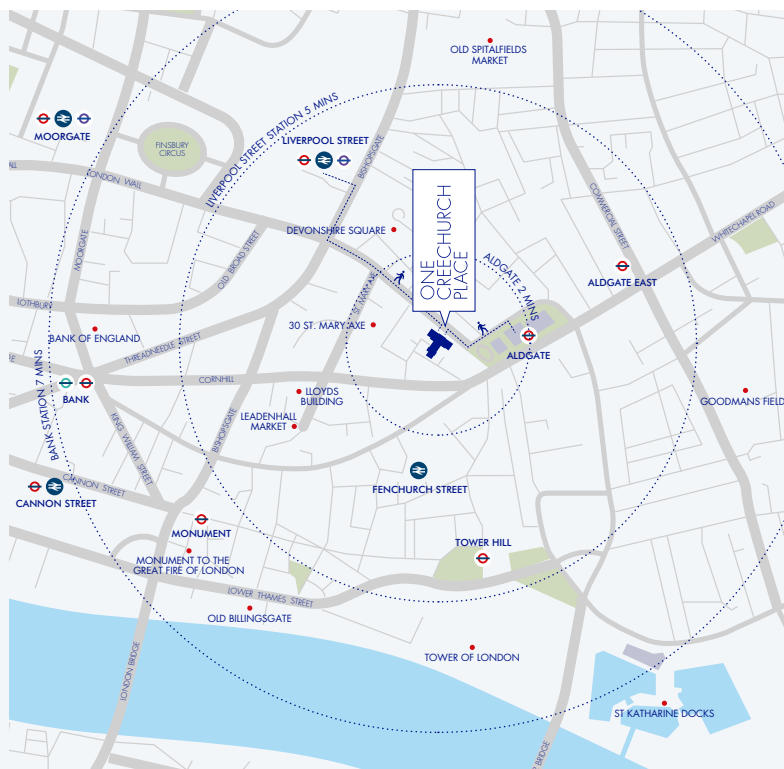 OLD SPITALFIELDS
MARKET
MOORGATE
FINSBURY
CIRCUS
LIVERPOOL STREET STATION 5 MINS
LIVERPOOL STREET
BISHOPSGATE
LONDON WALL
ALL
MOORGATE
OLD BROAD STREET
DEVONSHIRE SQUARE
ONE
CREECHURCH
PLACE
COMMERCIAL STREET
WHITECHAPEL ROAD
ALDGATE 2 MINS
ALDGATE EAST
ST. MARY AXE
LOTHBURY
BANK OF ENGLAND
THREADNEEDLE STREET
30 ST. MARY AXE
ALDGATE
BANK STATION 7 MINS
CORNHILL
BANK
LLOYDS
BUILDING
LEADENHALL
MARKET
GOODMANS FIELD
KING WILLIAM STREET
BISHOPSGATE
CANNON STREET
CANNON STREET
FENCHURCH STREET
MONUMENT
MONUMENT TO THE
GREAT FIRE OF LONDON
TOWER HILL
LOWER THAMES STREET
OLD BILLINGSGATE
TOWER OF LONDON
LONDON BRIDGE
ST KATHARINE DOCKS
BRIDGE